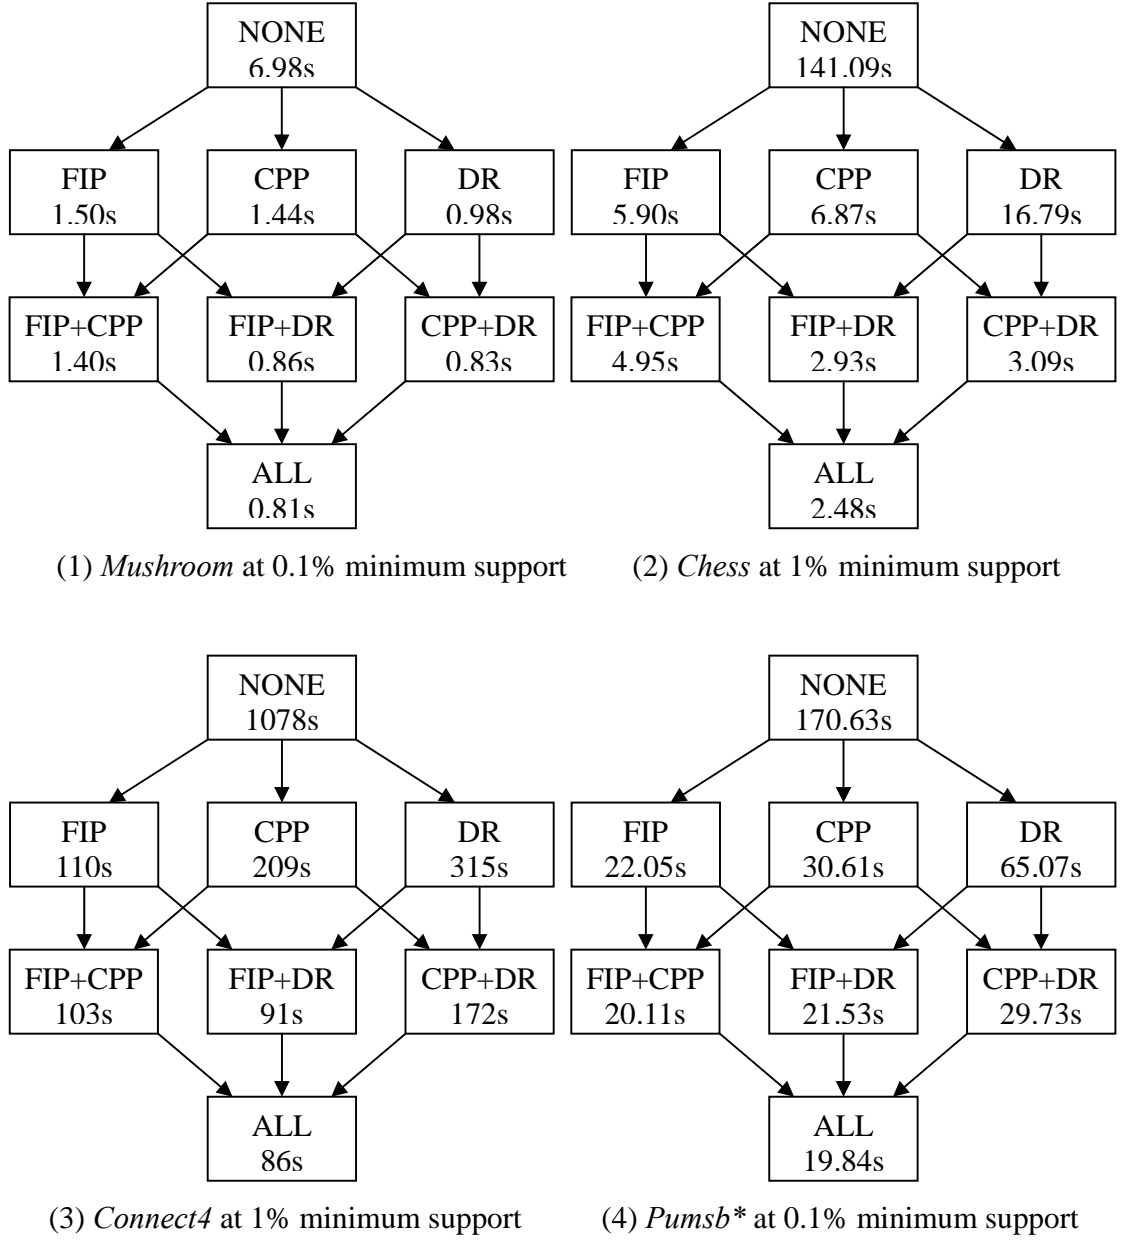 NONE
6.98s
FIP
1.50s
CPP
1.44s
DR
0.98s
FIP+CPP
1.40s
FIP+DR
0.86s
CPP+DR
0.83s
ALL
0.81s
(1) Mushroom at 0.1% minimum support
NONE
141.09s
FIP
5.90s
CPP
6.87s
DR
16.79s
FIP+CPP
4.95s
FIP+DR
2.93s
CPP+DR
3.09s
ALL
2.48s
(2) Chess at 1% minimum support
NONE
1078s
FIP
110s
CPP
209s
DR
315s
FIP+CPP
103s
FIP+DR
91s
CPP+DR
172s
ALL
86s
(3) Connect4 at 1% minimum support
NONE
170.63s
FIP
22.05s
CPP
30.61s
DR
65.07s
FIP+CPP
20.11s
FIP+DR
21.53s
CPP+DR
29.73s
ALL
19.84s
(4) Pumsb* at 0.1% minimum support